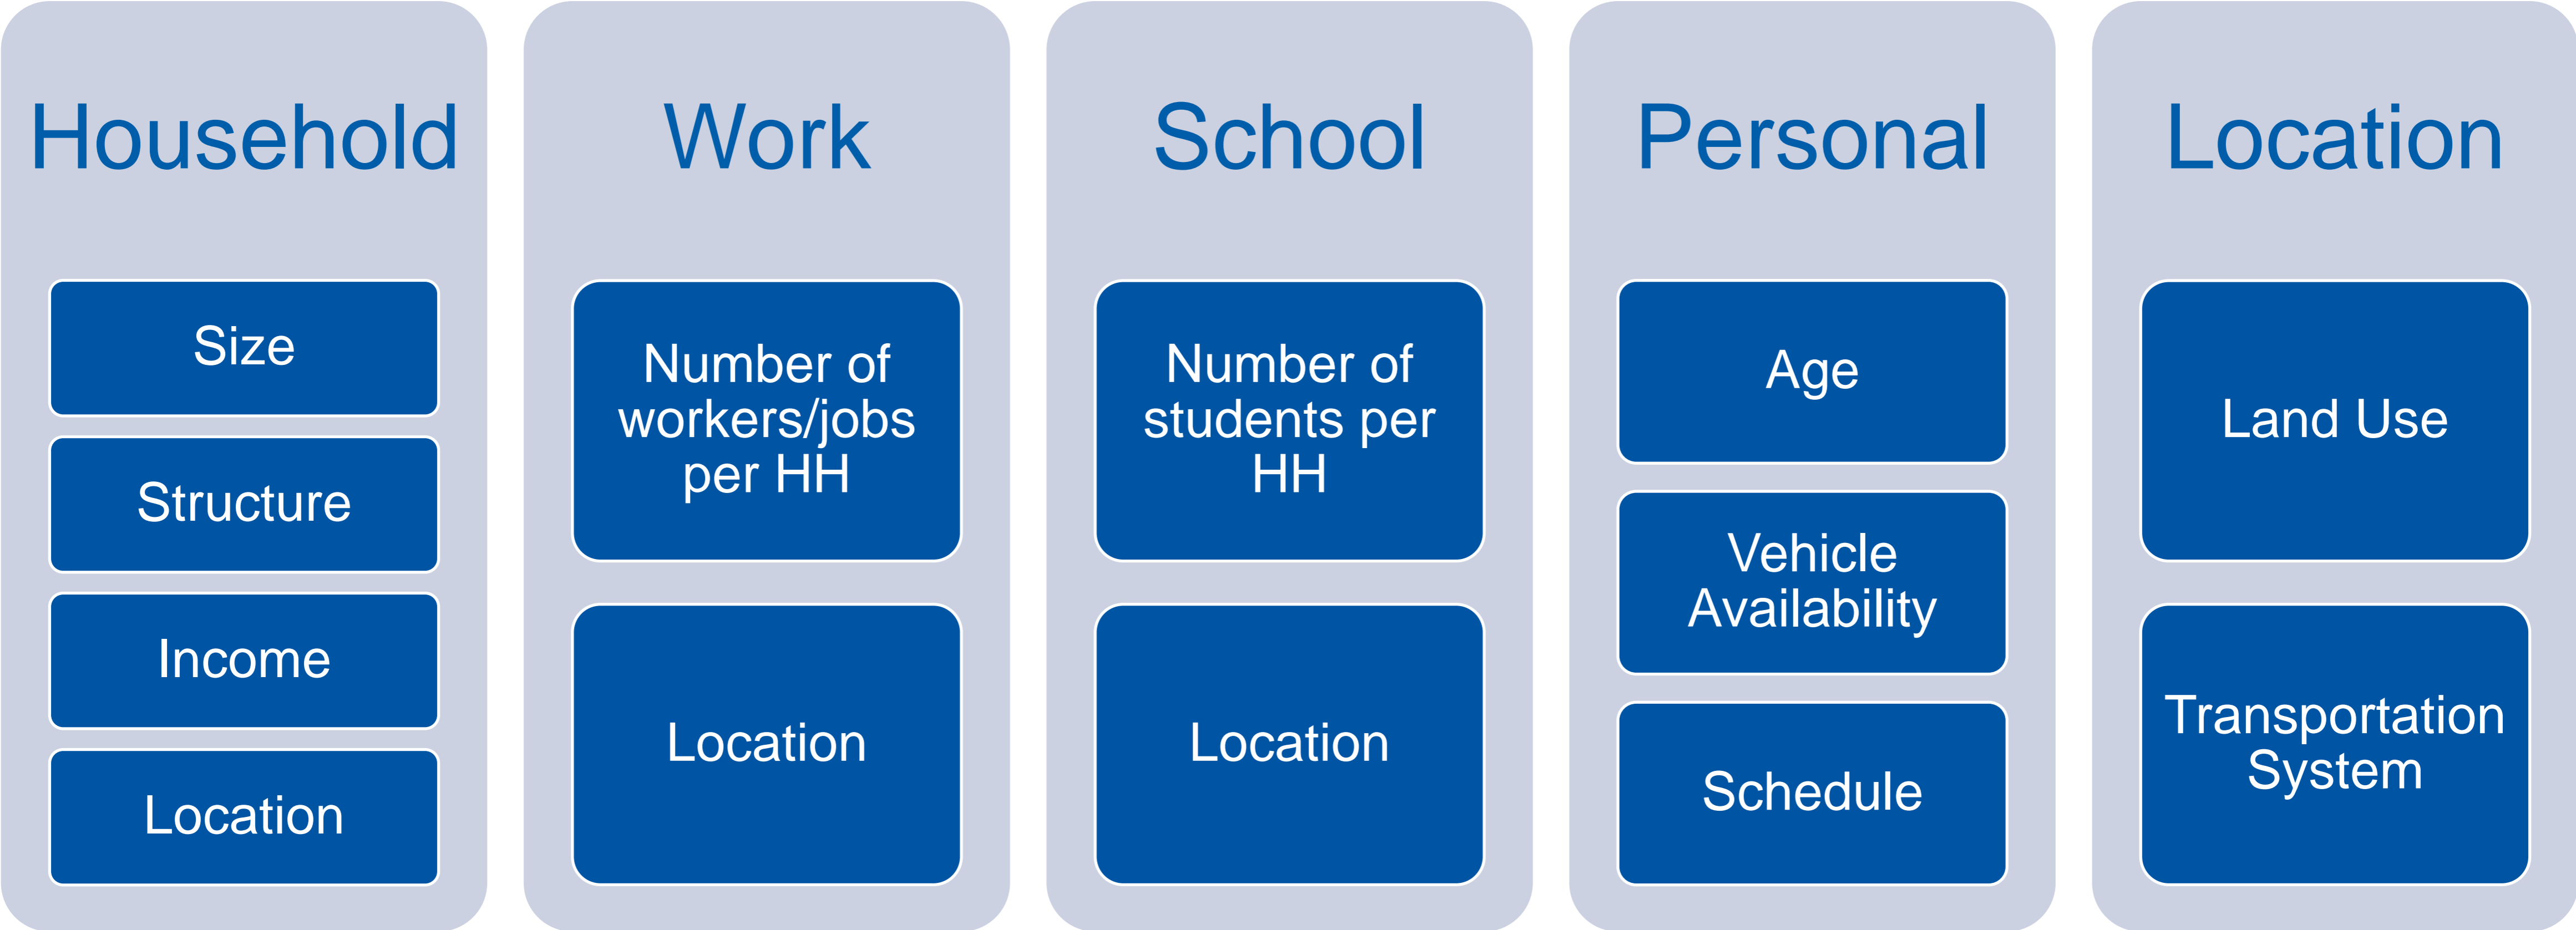 Household
Size
Structure
Income
Location
Work
Number of
workers/jobs
per HH
Location
School
Number of
students per
HH
Location
Personal
Age
Vehicle
Availability
Schedule
Location
Land Use
Transportation
System